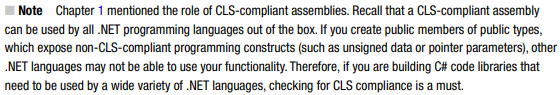 ■ Note Chapter 1 mentioned the role of CLS-compliant assemblies. Recall that a CLS-compliant assembly
can be used by all .NET programming languages out of the box. If you create public members of public types,
which expose non-CLS-compliant programming constructs (such as unsigned data or pointer parameters), other
.NET languages may not be able to use your functionality. Therefore, if you are building C# code libraries that
need to be used by a wide variety of .NET languages, checking for CLS compliance is a must.